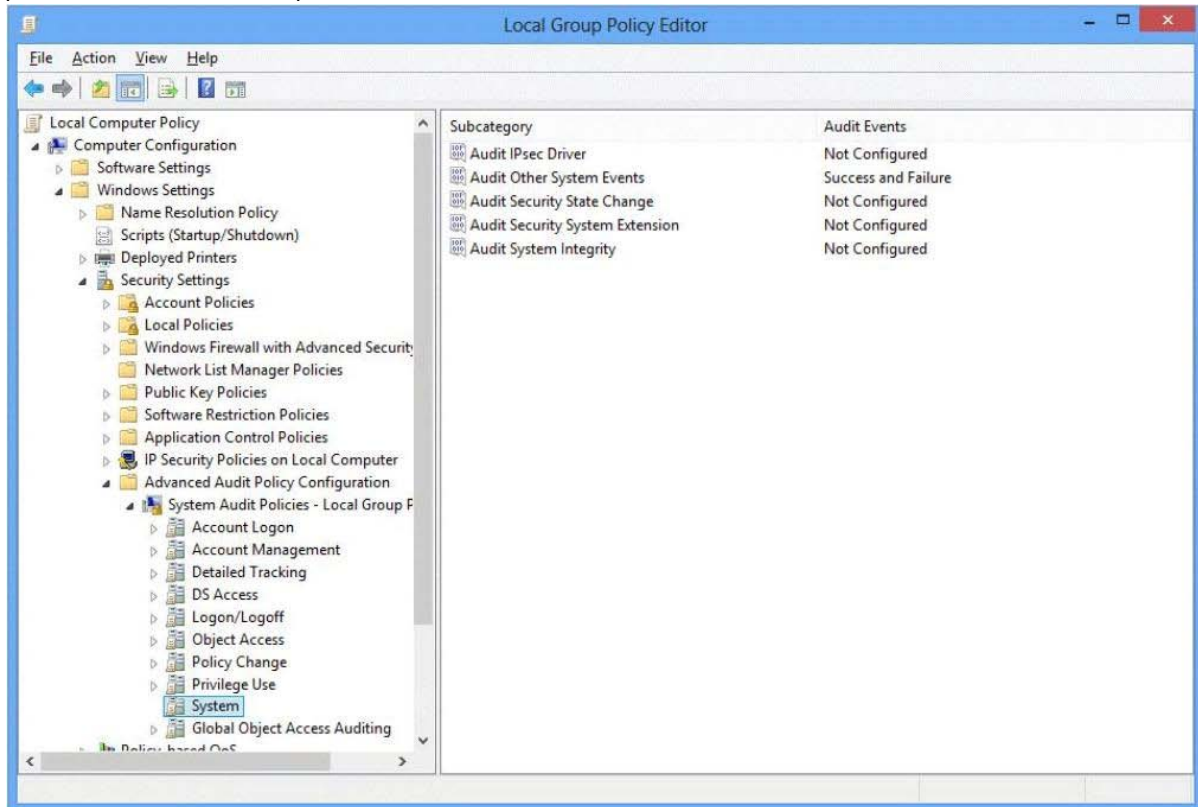 Local Group Policy Editor
File Action View Help
Local Computer Policy
Computer Configuration
Software Settings
Windows Settings
Name Resolution Policy
Scripts (Startup/Shutdown)
Deployed Printers
Security Settings
Account Policies
Local Policies
Windows Firewall with Advanced Securit
Network List Manager Policies
Public Key Policies
Software Restriction Policies
Application Control Policies
IP Security Policies on Local Computer
Advanced Audit Policy Configuration
System Audit Policies - Local Group P
Account Logon
Account Management
Detailed Tracking
DS Access
Logon/Logoff
Object Access
Policy Change
Privilege Use
System
Global Object Access Auditing
Policy-based QoS
Subcategory Audit Events
Audit IPsec Driver Not Configured
Audit Other System Events Success and Failure
Audit Security State Change Not Configured
Audit Security System Extension Not Configured
Audit System Integrity Not Configured